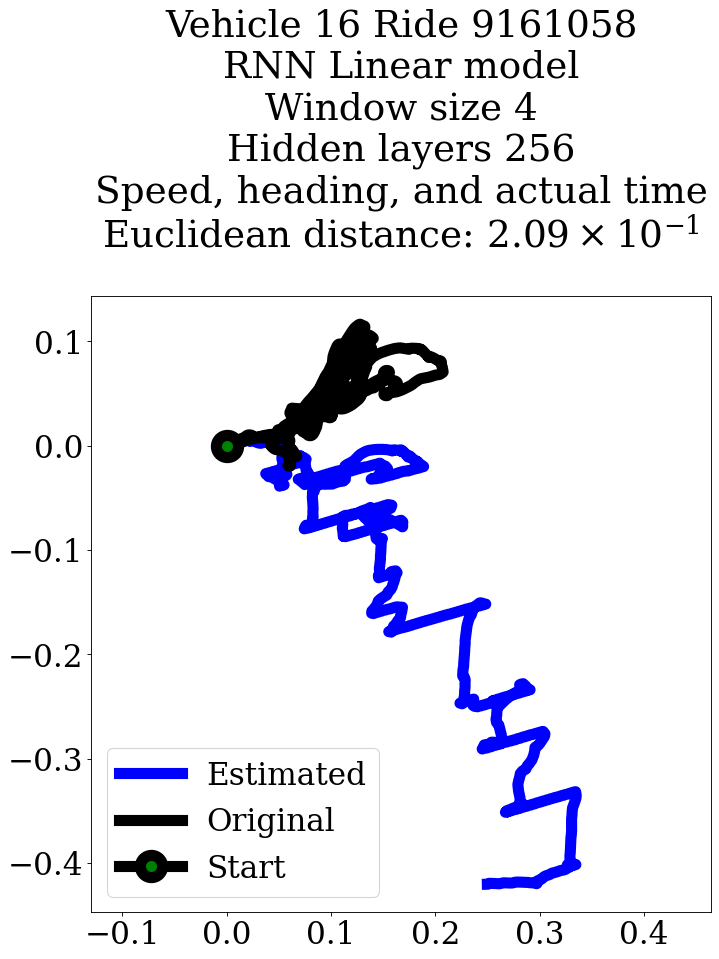 Vehicle 16 Ride 9161058
RNN Linear model
Window size 4
Hidden layers 256
Speed, heading, and actual time
Euclidean distance: 2.09 × 10⁻¹
0.1
0.0
−0.1
−0.2
−0.3
−0.4
Estimated
Original
Start
−0.1 0.0 0.1 0.2 0.3 0.4